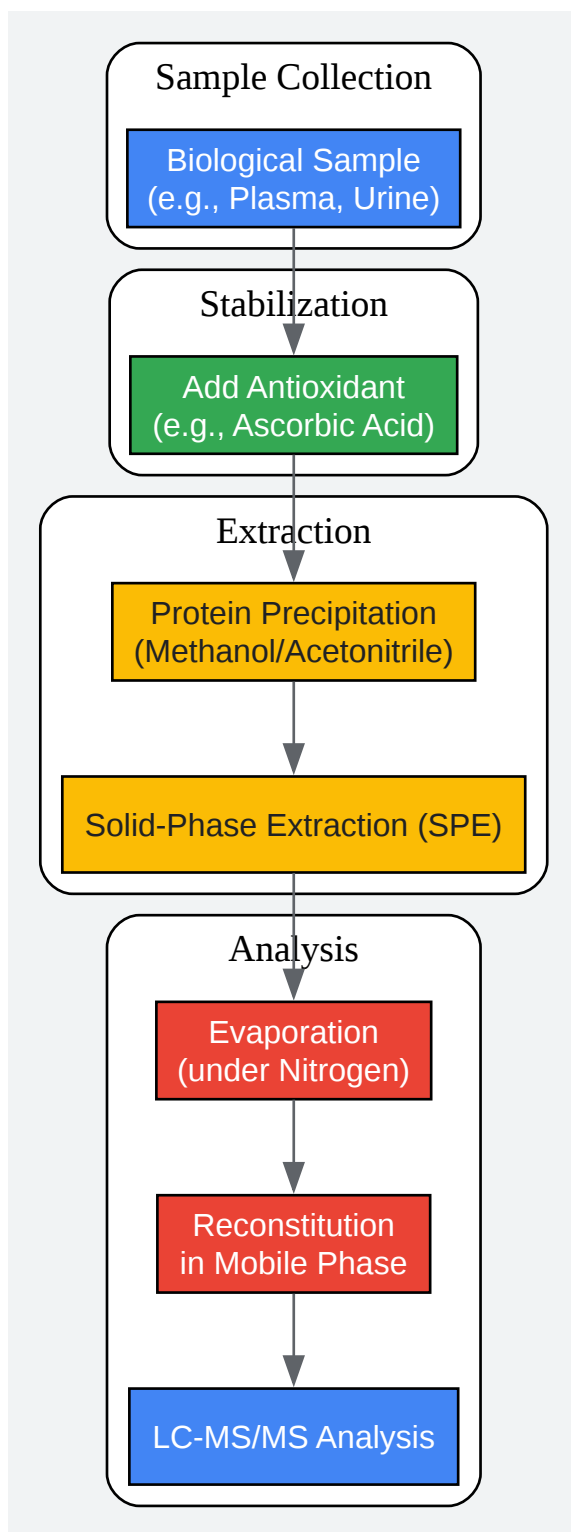 Sample Collection
Biological Sample
(e.g., Plasma, Urine)
Stabilization
Add Antioxidant
(e.g., Ascorbic Acid)
Extraction
Protein Precipitation
(Methanol/Acetonitrile)
Solid-Phase Extraction (SPE)
Analysis
Evaporation
(under Nitrogen)
Reconstitution
in Mobile Phase
LC-MS/MS Analysis